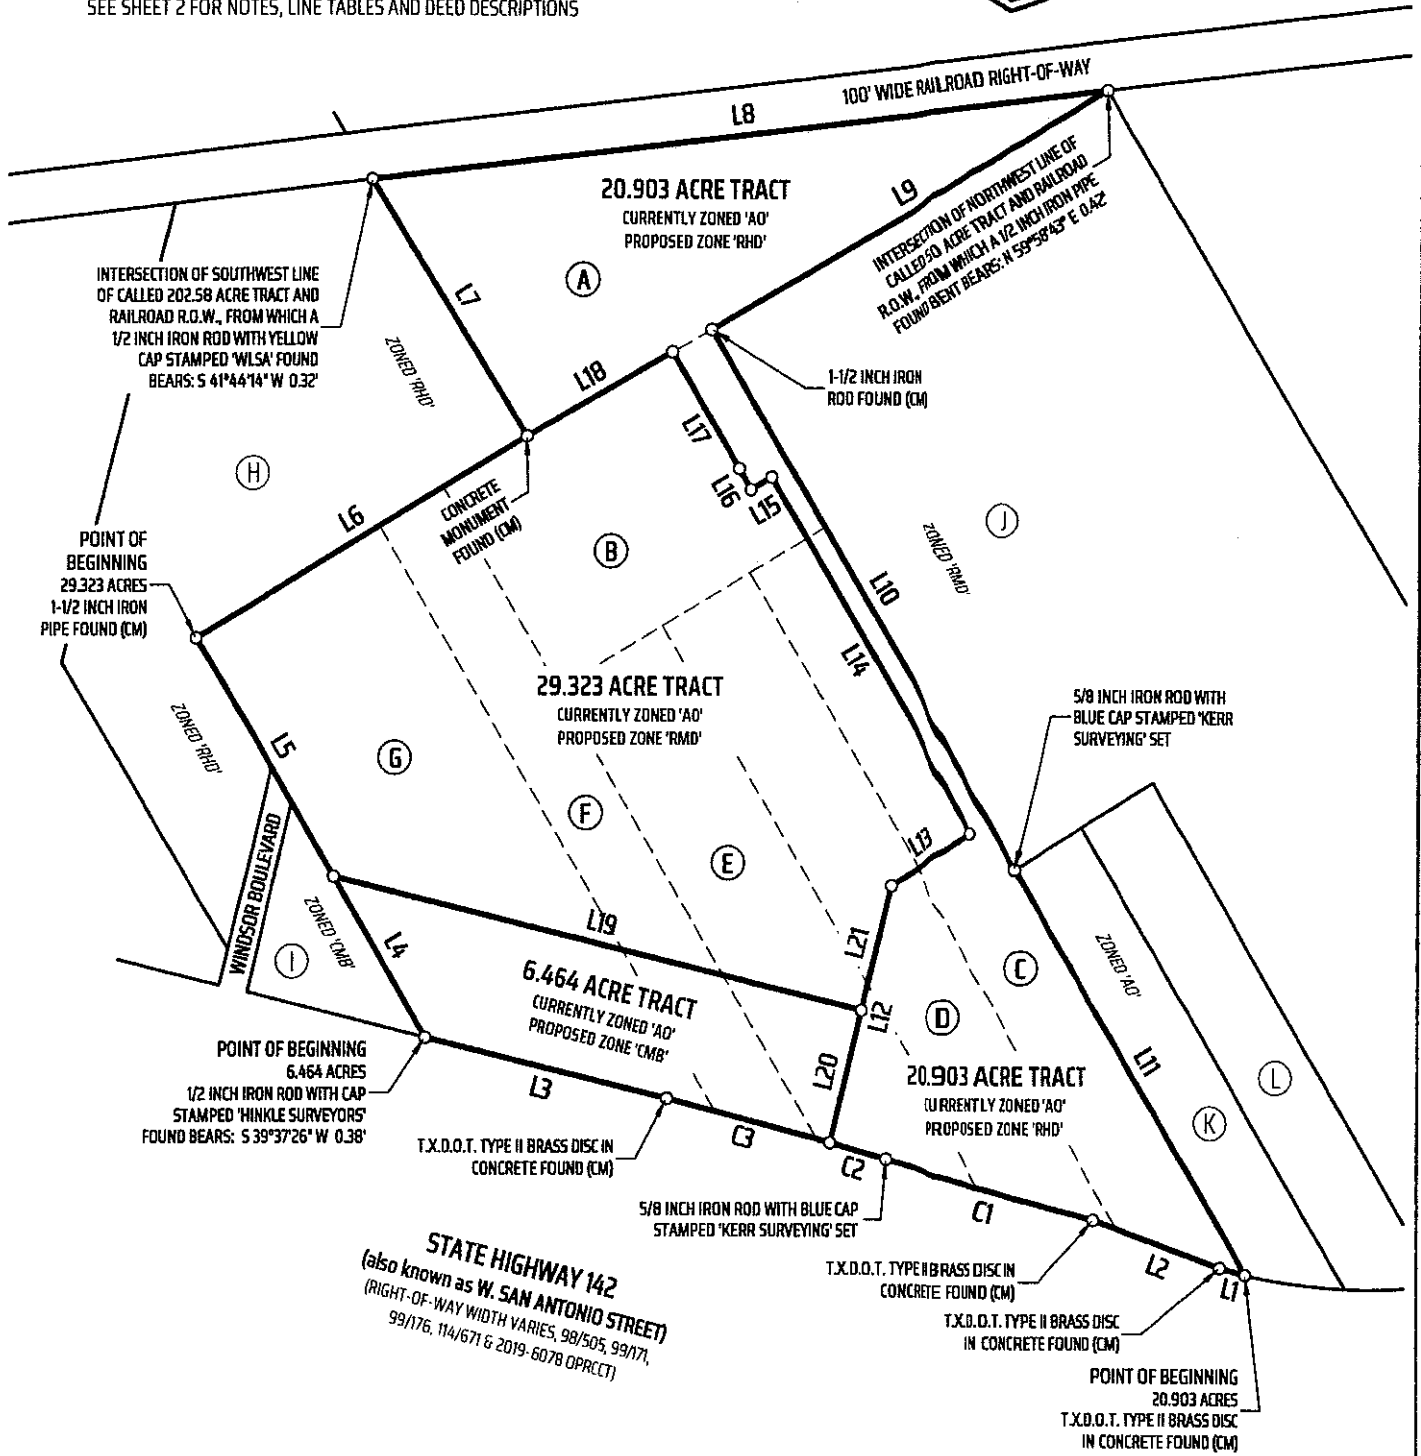 SEE SHEET 2 FOR NOTES, LINE TABLES AND DEED DESCRIPTIONS
100' WIDE RAILROAD RIGHT-OF-WAY
L8
20.903 ACRE TRACT
CURRENTLY ZONED 'AO'
PROPOSED ZONE 'RHD'
L9
INTERSECTION OF NORTHWEST LINE OF
CALLED 50 ACRE TRACT AND RAILROAD
R.O.W., FROM WHICH A 1/2 INCH IRON PIPE
FOUND BENT BEARS: N 59°58'43" E 0.42'
INTERSECTION OF SOUTHWEST LINE
OF CALLED 202.58 ACRE TRACT AND
RAILROAD R.O.W., FROM WHICH A
1/2 INCH IRON ROD WITH YELLOW
CAP STAMPED 'WLSA' FOUND
BEARS: S 41°44'14" W 0.32'
A
L7
ZONED 'RHD'
L18
1-1/2 INCH IRON
ROD FOUND (CM)
L17
L16
L15
H
L6
CONCRETE
MONUMENT
FOUND (CM)
B
J
ZONED 'RMD'
L10
POINT OF
BEGINNING
29.323 ACRES
1-1/2 INCH IRON
PIPE FOUND (CM)
L14
29.323 ACRE TRACT
CURRENTLY ZONED 'AO'
PROPOSED ZONE 'RMD'
5/8 INCH IRON ROD WITH
BLUE CAP STAMPED 'KERR
SURVEYING' SET
ZONED 'RHD'
L5
G
F
E
L13
WINDSOR BOULEVARD
ZONED 'CMB'
I
L4
L19
L21
C
ZONED 'AO'
6.464 ACRE TRACT
CURRENTLY ZONED 'AO'
PROPOSED ZONE 'CMB'
L12
D
L20
L11
L
K
20.903 ACRE TRACT
CURRENTLY ZONED 'AO'
PROPOSED ZONE 'RHD'
POINT OF BEGINNING
6.464 ACRES
1/2 INCH IRON ROD WITH CAP
STAMPED 'HINKLE SURVEYORS'
FOUND BEARS: S 39°37'26" W 0.38'
L3
C3
C2
C1
L2
L1
T.X.D.O.T. TYPE II BRASS DISC IN
CONCRETE FOUND (CM)
5/8 INCH IRON ROD WITH BLUE CAP
STAMPED 'KERR SURVEYING' SET
STATE HIGHWAY 142
(also known as W. SAN ANTONIO STREET)
(RIGHT-OF-WAY WIDTH VARIES, 98/505, 99/171,
99/176, 114/671 & 2019-6078 OPRCCT)
T.X.D.O.T. TYPE II BRASS DISC IN
CONCRETE FOUND (CM)
T.X.D.O.T. TYPE II BRASS DISC
IN CONCRETE FOUND (CM)
POINT OF BEGINNING
20.903 ACRES
T.X.D.O.T. TYPE II BRASS DISC
IN CONCRETE FOUND (CM)